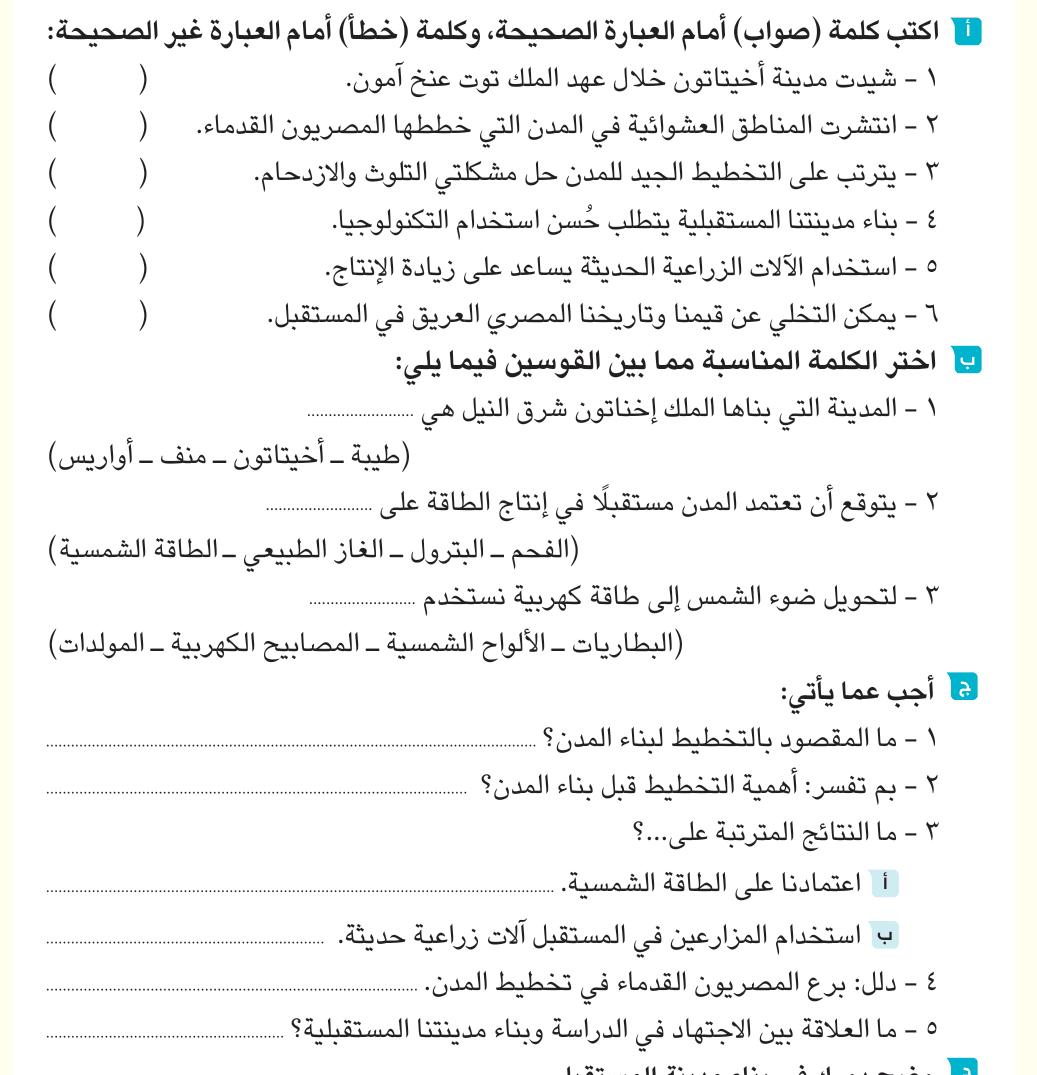 أ اكتب كلمة (صواب) أمام العبارة الصحيحة، وكلمة (خطأ) أمام العبارة غير الصحيحة:
١ - شيدت مدينة أخيتاتون خلال عهد الملك توت عنخ آمون. ( )
٢ - انتشرت المناطق العشوائية في المدن التي خططها المصريون القدماء. ( )
٣ - يترتب على التخطيط الجيد للمدن حل مشكلتي التلوث والازدحام. ( )
٤ - بناء مدينتنا المستقبلية يتطلب حُسن استخدام التكنولوجيا. ( )
٥ - استخدام الآلات الزراعية الحديثة يساعد على زيادة الإنتاج. ( )
٦ - يمكن التخلي عن قيمنا وتاريخنا المصري العريق في المستقبل. ( )
ب اختر الكلمة المناسبة مما بين القوسين فيما يلي:
١ - المدينة التي بناها الملك إخناتون شرق النيل هي .........................
(طيبة – أخيتاتون – منف – أواريس)
٢ - يتوقع أن تعتمد المدن مستقبلًا في إنتاج الطاقة على .........................
(الفحم – البترول – الغاز الطبيعي – الطاقة الشمسية)
٣ - لتحويل ضوء الشمس إلى طاقة كهربية نستخدم .........................
(البطاريات – الألواح الشمسية – المصابيح الكهربية – المولدات)
ج أجب عما يأتي:
١ - ما المقصود بالتخطيط لبناء المدن؟ .........................
٢ - بم تفسر: أهمية التخطيط قبل بناء المدن؟ .........................
٣ - ما النتائج المترتبة على...؟
أ اعتمادنا على الطاقة الشمسية. .........................
ب استخدام المزارعين في المستقبل آلات زراعية حديثة. .........................
٤ - دلل: برع المصريون القدماء في تخطيط المدن. .........................
٥ - ما العلاقة بين الاجتهاد في الدراسة وبناء مدينتنا المستقبلية؟ .........................